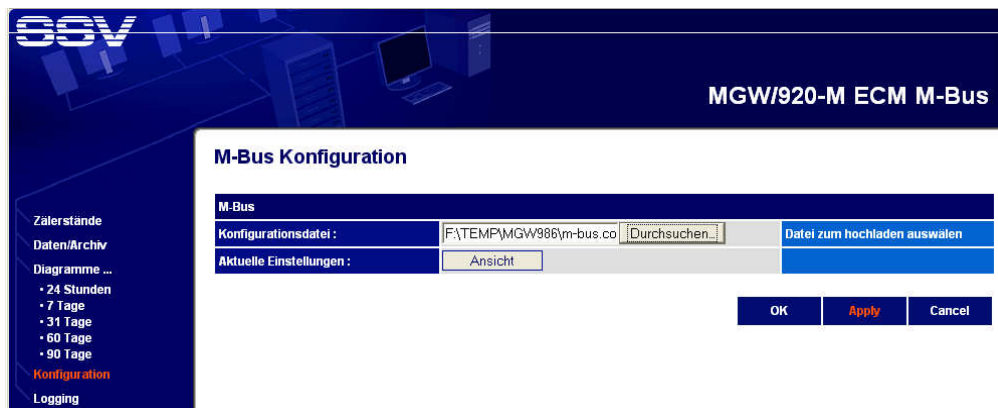 SSV
MGW/920-M ECM M-Bus
M-Bus Konfiguration
M-Bus
Konfigurationsdatei : F:\TEMP\MGW986\m-bus.co Durchsuchen... Datei zum hochladen auswälen
Aktuelle Einstellungen : Ansicht
OK Apply Cancel
Zälerstände
Daten/Archiv
Diagramme ...
• 24 Stunden
• 7 Tage
• 31 Tage
• 60 Tage
• 90 Tage
Konfiguration
Logging